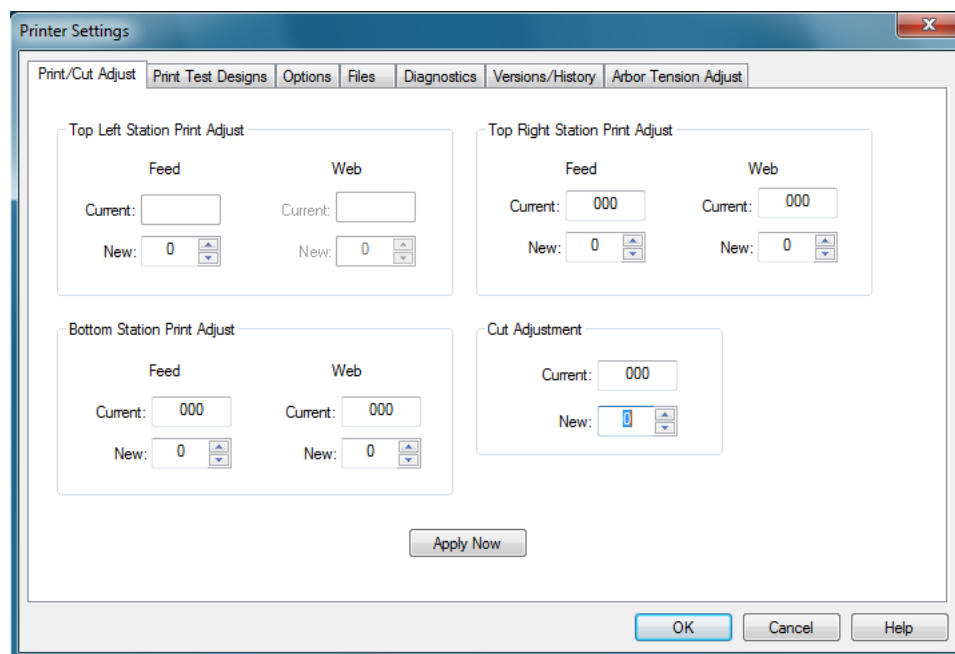 Printer Settings
Print/Cut Adjust Print Test Designs Options Files Diagnostics Versions/History Arbor Tension Adjust
Top Left Station Print Adjust
Feed Web
Current: Current:
New: 0 New: 0
Top Right Station Print Adjust
Feed Web
Current: 000 Current: 000
New: 0 New: 0
Bottom Station Print Adjust
Feed Web
Current: 000 Current: 000
New: 0 New: 0
Cut Adjustment
Current: 000
New: 0
Apply Now
OK Cancel Help